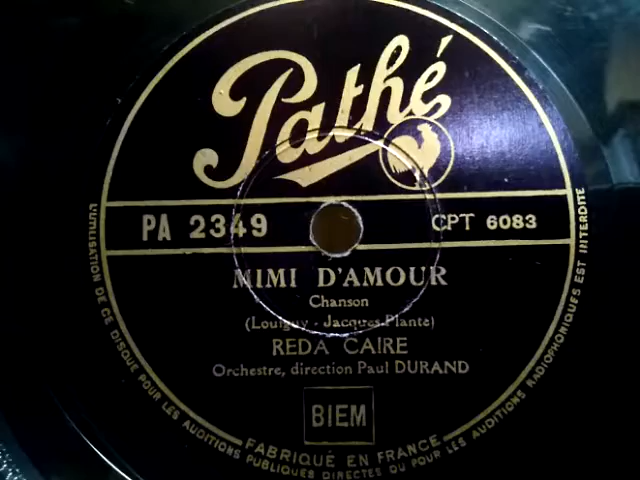 Pathé
PA 2349
CPT 6083
MIMI D'AMOUR
Chanson
(Louiguy - Jacques Plante)
REDA CAIRE
Orchestre, direction Paul DURAND
BIEM
FABRIQUÉ EN FRANCE
L'UTILISATION DE CE DISQUE POUR LES AUDITIONS PUBLIQUES DIRECTES OU POUR LES AUDITIONS RADIOPHONIQUES EST INTERDITE